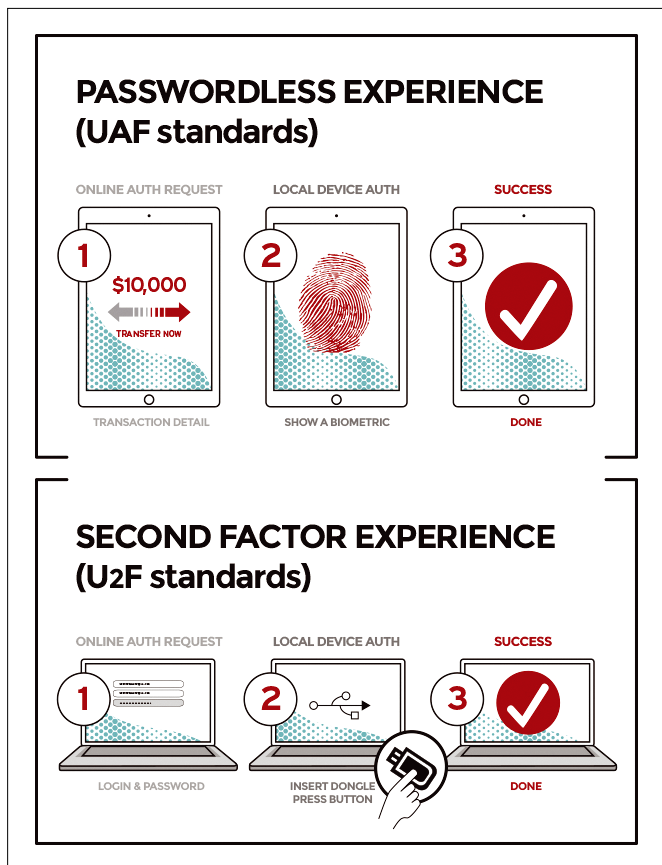 PASSWORDLESS EXPERIENCE
(UAF standards)
ONLINE AUTH REQUEST
LOCAL DEVICE AUTH
SUCCESS
1
2
3
$10,000
TRANSFER NOW
TRANSACTION DETAIL
SHOW A BIOMETRIC
DONE
SECOND FACTOR EXPERIENCE
(U2F standards)
ONLINE AUTH REQUEST
LOCAL DEVICE AUTH
SUCCESS
1
2
3
LOGIN & PASSWORD
INSERT DONGLE
PRESS BUTTON
DONE